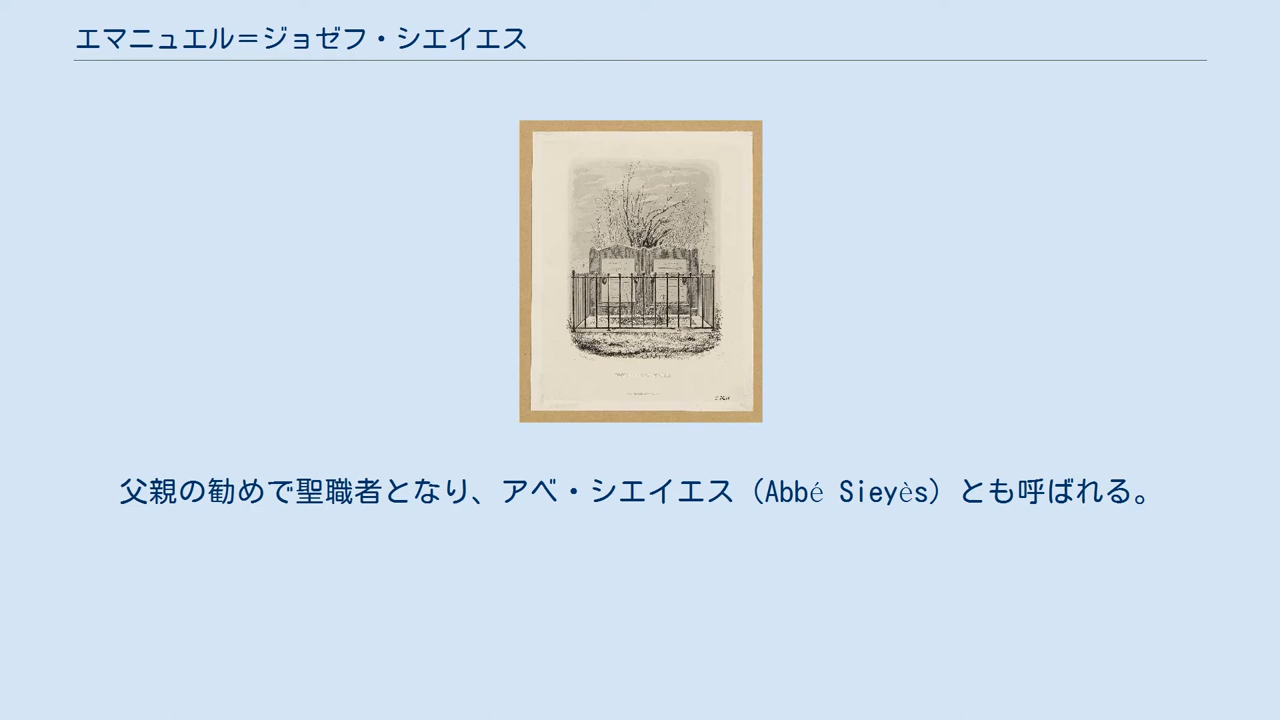 エマニュエル＝ジョゼフ・シエイエス
父親の勧めで聖職者となり、アベ・シエイエス（Abbé Sieyès）とも呼ばれる。